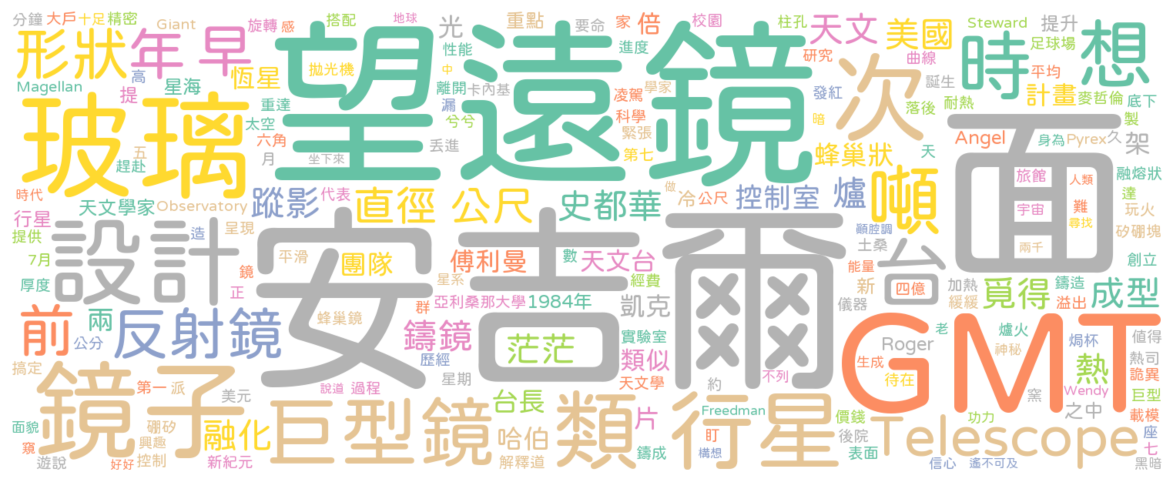 分鐘 大戶 十足 精密 Giant 旋轉 感 搭配 地球 光 重點 要命 家 倍 校園 Steward 提升
形狀 年 早 望遠鏡 性能 進度 天文 美國 柱孔 足球場 時 想
Magellan 星海 高 恆星 拋光機 中 離開 卡內基 研究 曲線 誕生 平均 計畫 麥哲倫 底下
提 重達 漏 凌駕 學家 發紅 次 落後 耐熱 製
玻璃 太空 六角 兮兮 科學 緊張 暗 Angel 面 身為 Pyrex 久 架
趕赴 五 月 坐下來 丟進 第七 蜂巢狀 天 旅館 人類 融熔狀
時代 天文學家 蹤影 代表 直徑 公尺 做 冷 公尺 控制室 爐 噸 宇宙 難 達
行星 Observatory 史都華 顧腔調 尋找 玩火
提供 造 呈現 安吉爾 平滑 團隊 傅利曼 數 天文台 土桑 台 兩千 矽硼塊
7月 設計 鏡 星系 經費 能量 加熱 四億 覓得 鑄造 創立
厚度 正 亞利桑那大學 1984年 凱克 新 儀器 緩緩 溢出 成型
前 兩 反射鏡 群 蜂巢鏡 鑄鏡 茫茫 實驗室 老 GMT 爐火 值得
公分 歷經 類似 Roger 神秘 焗杯
搞定 鏡子 第一 派 說道 過程 星期 天文學 約 不列 生成 待在 熱 熱司 詭異
美元 巨型鏡 台長 類 片 行星 Freedman 價錢 Telescope 窯 Wendy 之中 巨型
面貌 硼矽 融化 哈伯 盯 後院 功力 載模
窺 興趣 鑄成 構想 表面 座
遊說 好好 控制 新紀元 解釋道 信心 遙不可及 七 黑暗